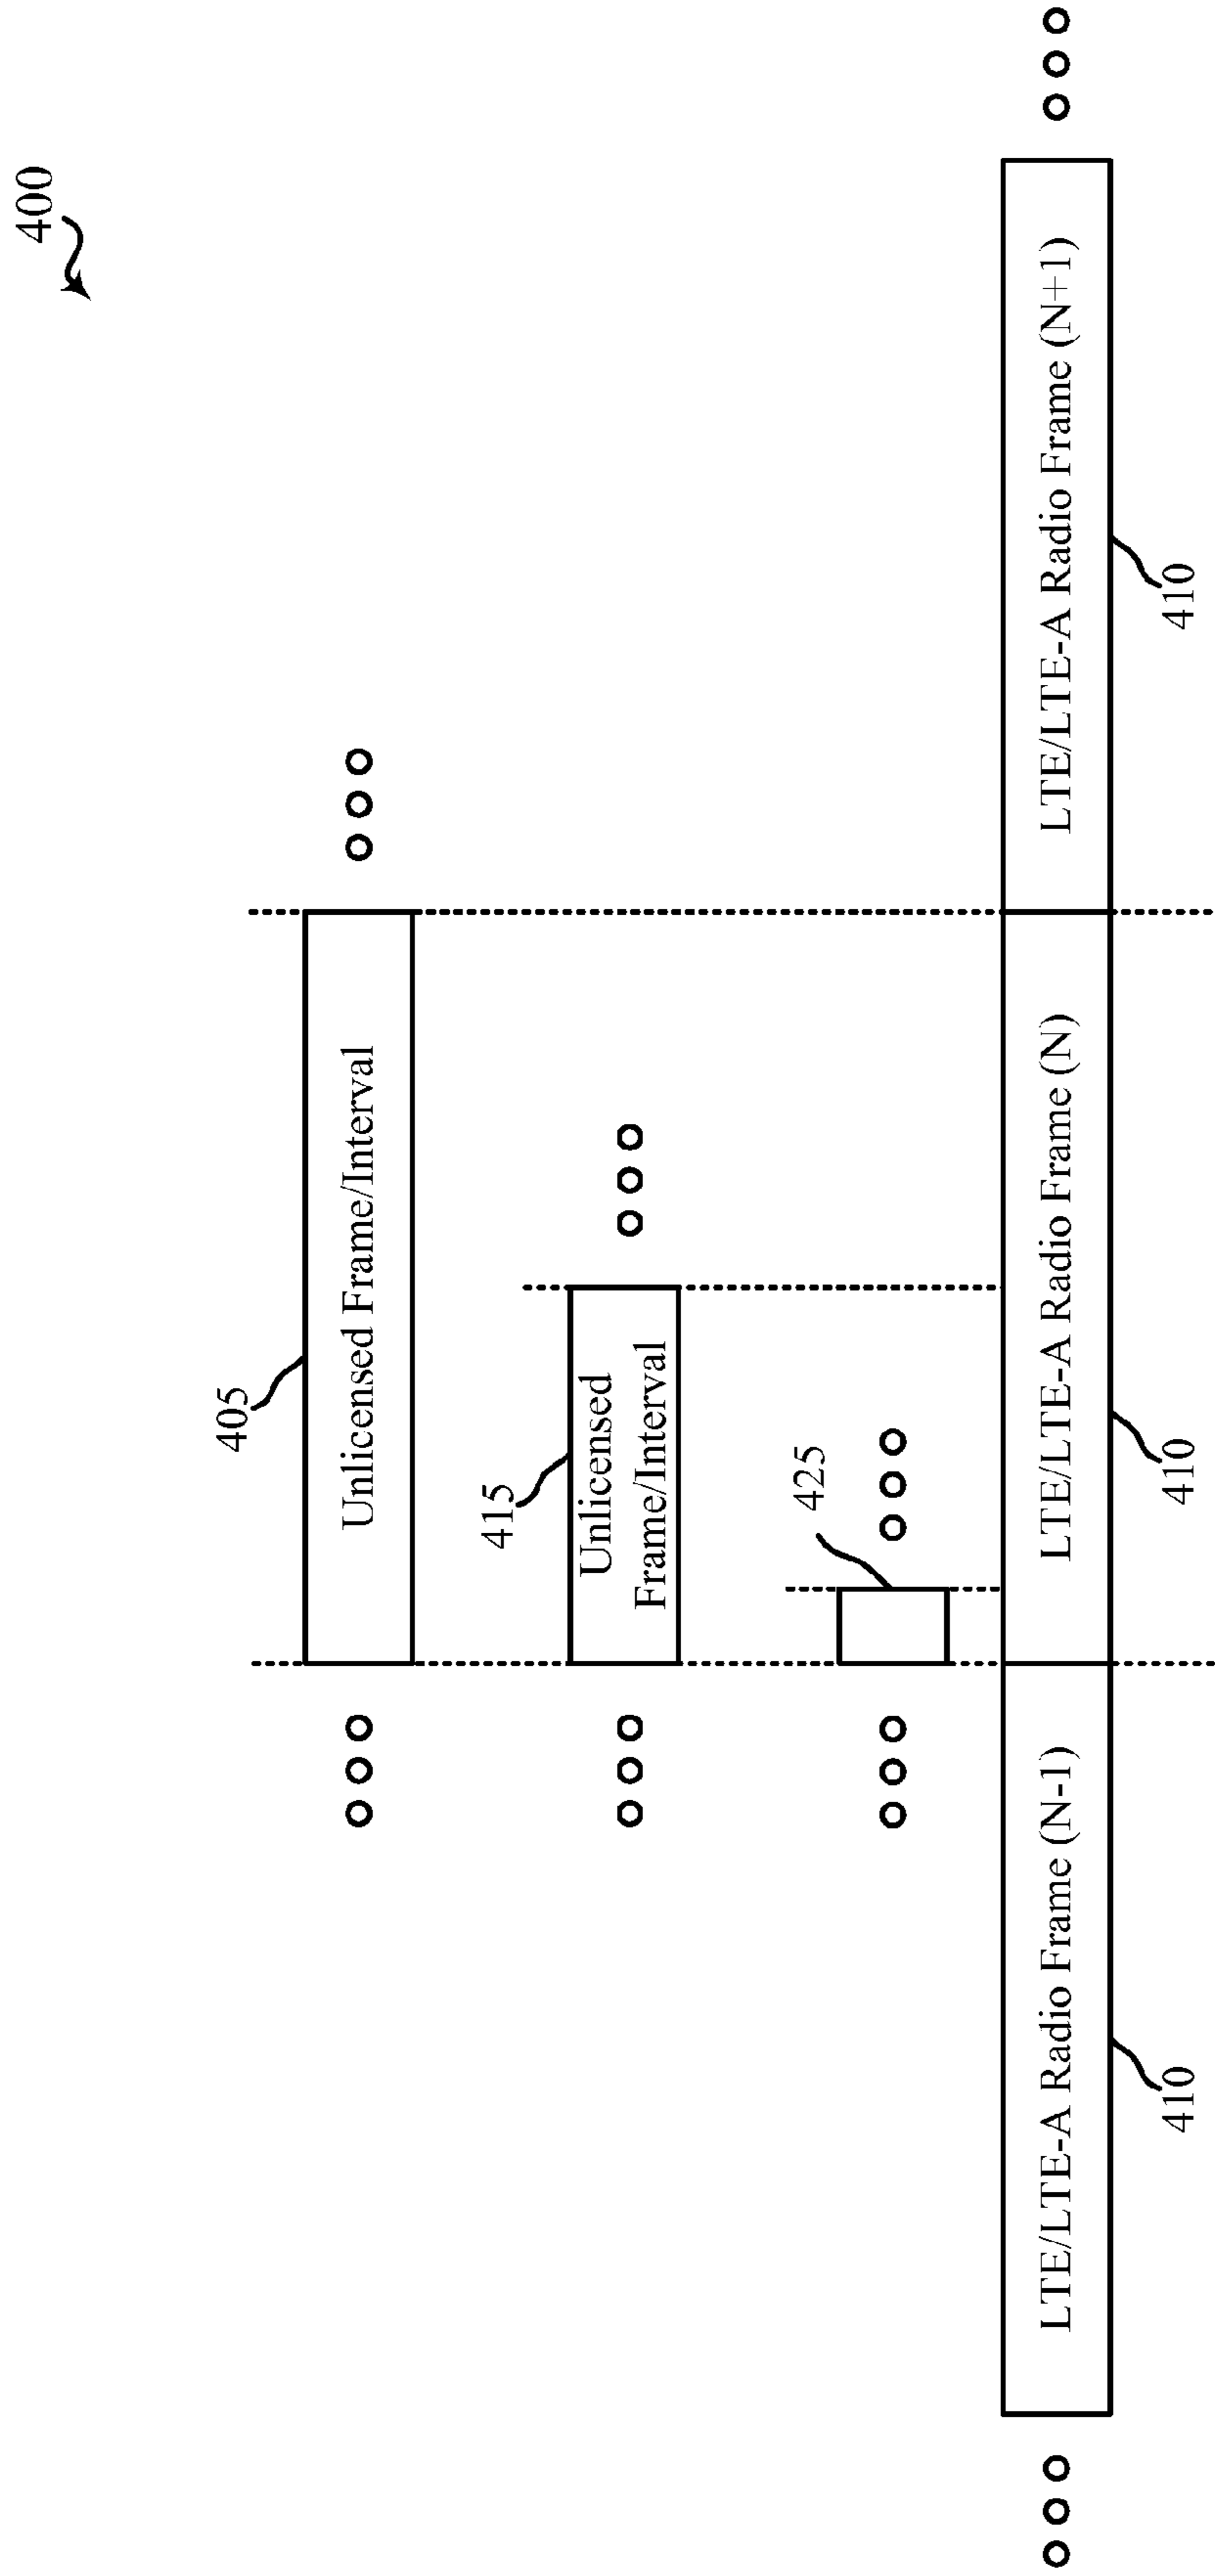 400
405
Unlicensed Frame/Interval
415
Unlicensed
Frame/Interval
425
LTE/LTE-A Radio Frame (N-1)
LTE/LTE-A Radio Frame (N)
LTE/LTE-A Radio Frame (N+1)
410
410
410